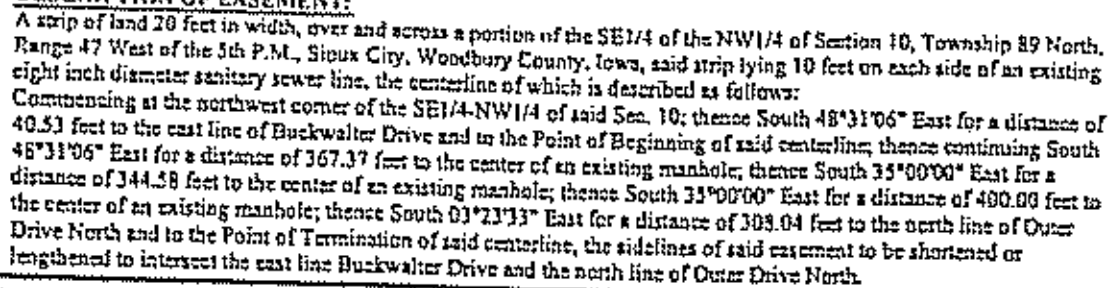 OF EASEMENT:
A strip of land 20 feet in width, over and across a portion of the SE1/4 of the NW1/4 of Section 10, Township 89 North,
Range 47 West of the 5th P.M., Sioux City, Woodbury County, Iowa, said strip lying 10 feet on each side of an existing
eight inch diameter sanitary sewer line, the centerline of which is described as follows:
Commencing at the northwest corner of the SE1/4-NW1/4 of said Sec. 10; thence South 48°31'06" East for a distance of
40.53 feet to the east line of Buckwalter Drive and to the Point of Beginning of said centerline; thence continuing South
48°31'06" East for a distance of 367.37 feet to the center of an existing manhole; thence South 35°00'00" East for a
distance of 344.58 feet to the center of an existing manhole; thence South 35°00'00" East for a distance of 400.00 feet to
the center of an existing manhole; thence South 03°23'33" East for a distance of 303.04 feet to the north line of Outer
Drive North and to the Point of Termination of said centerline, the sidelines of said easement to be shortened or
lengthened to intersect the east line Buckwalter Drive and the north line of Outer Drive North.